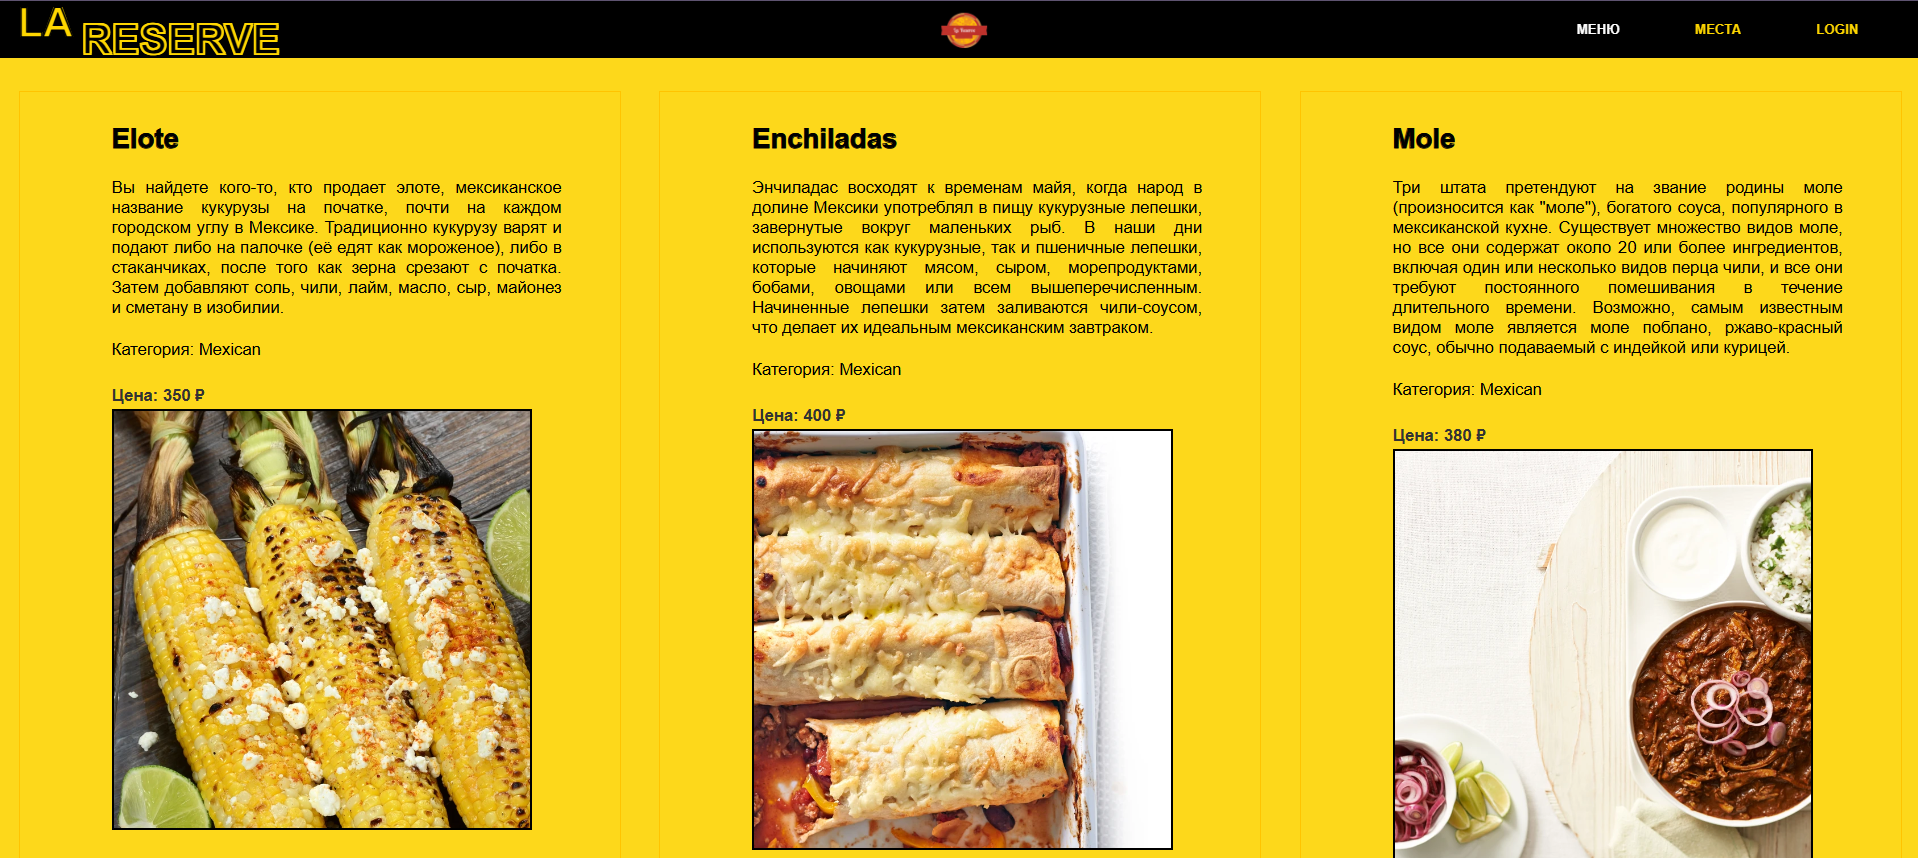 LA RESERVE
La Reserve
МЕНЮ
МЕСТА
LOGIN
Elote
Вы найдете кого-то, кто продает элоте, мексиканское
название кукурузы на початке, почти на каждом
городском углу в Мексике. Традиционно кукурузу варят и
подают либо на палочке (её едят как мороженое), либо в
стаканчиках, после того как зерна срезают с початка.
Затем добавляют соль, чили, лайм, масло, сыр, майонез
и сметану в изобилии.
Категория: Mexican
Цена: 350 ₽
Enchiladas
Энчиладас восходят к временам майя, когда народ в
долине Мексики употреблял в пищу кукурузные лепешки,
завернутые вокруг маленьких рыб. В наши дни
используются как кукурузные, так и пшеничные лепешки,
которые начиняют мясом, сыром, морепродуктами,
бобами, овощами или всем вышеперечисленным.
Начиненные лепешки затем заливаются чили-соусом,
что делает их идеальным мексиканским завтраком.
Категория: Mexican
Цена: 400 ₽
Mole
Три штата претендуют на звание родины моле
(произносится как "моле"), богатого соуса, популярного в
мексиканской кухне. Существует множество видов моле,
но все они содержат около 20 или более ингредиентов,
включая один или несколько видов перца чили, и все они
требуют постоянного помешивания в течение
длительного времени. Возможно, самым известным
видом моле является моле поблано, ржаво-красный
соус, обычно подаваемый с индейкой или курицей.
Категория: Mexican
Цена: 380 ₽